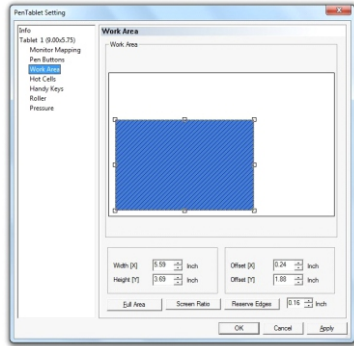 PenTablet Setting
Info
Tablet 1 (9.00x5.75)
Monitor Mapping
Pen Buttons
Work Area
Hot Cells
Handy Keys
Roller
Pressure
Work Area
Work Area
Width [X] 5.59 Inch
Height [Y] 3.69 Inch
Offset [X] 0.24 Inch
Offset [Y] 1.88 Inch
Full Area Screen Ratio Reserve Edges 0.16 Inch
OK Cancel Apply